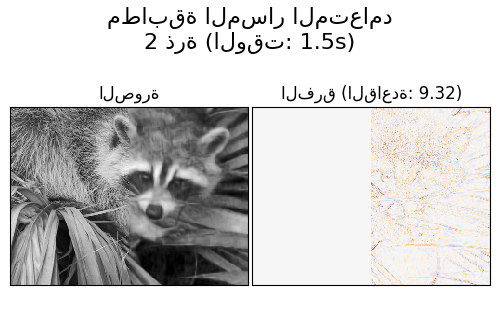 مطابقة المسار المتعامد
2 ذرة (الوقت: 1.5s)
الصورة
الفرق (القاعدة: 9.32)